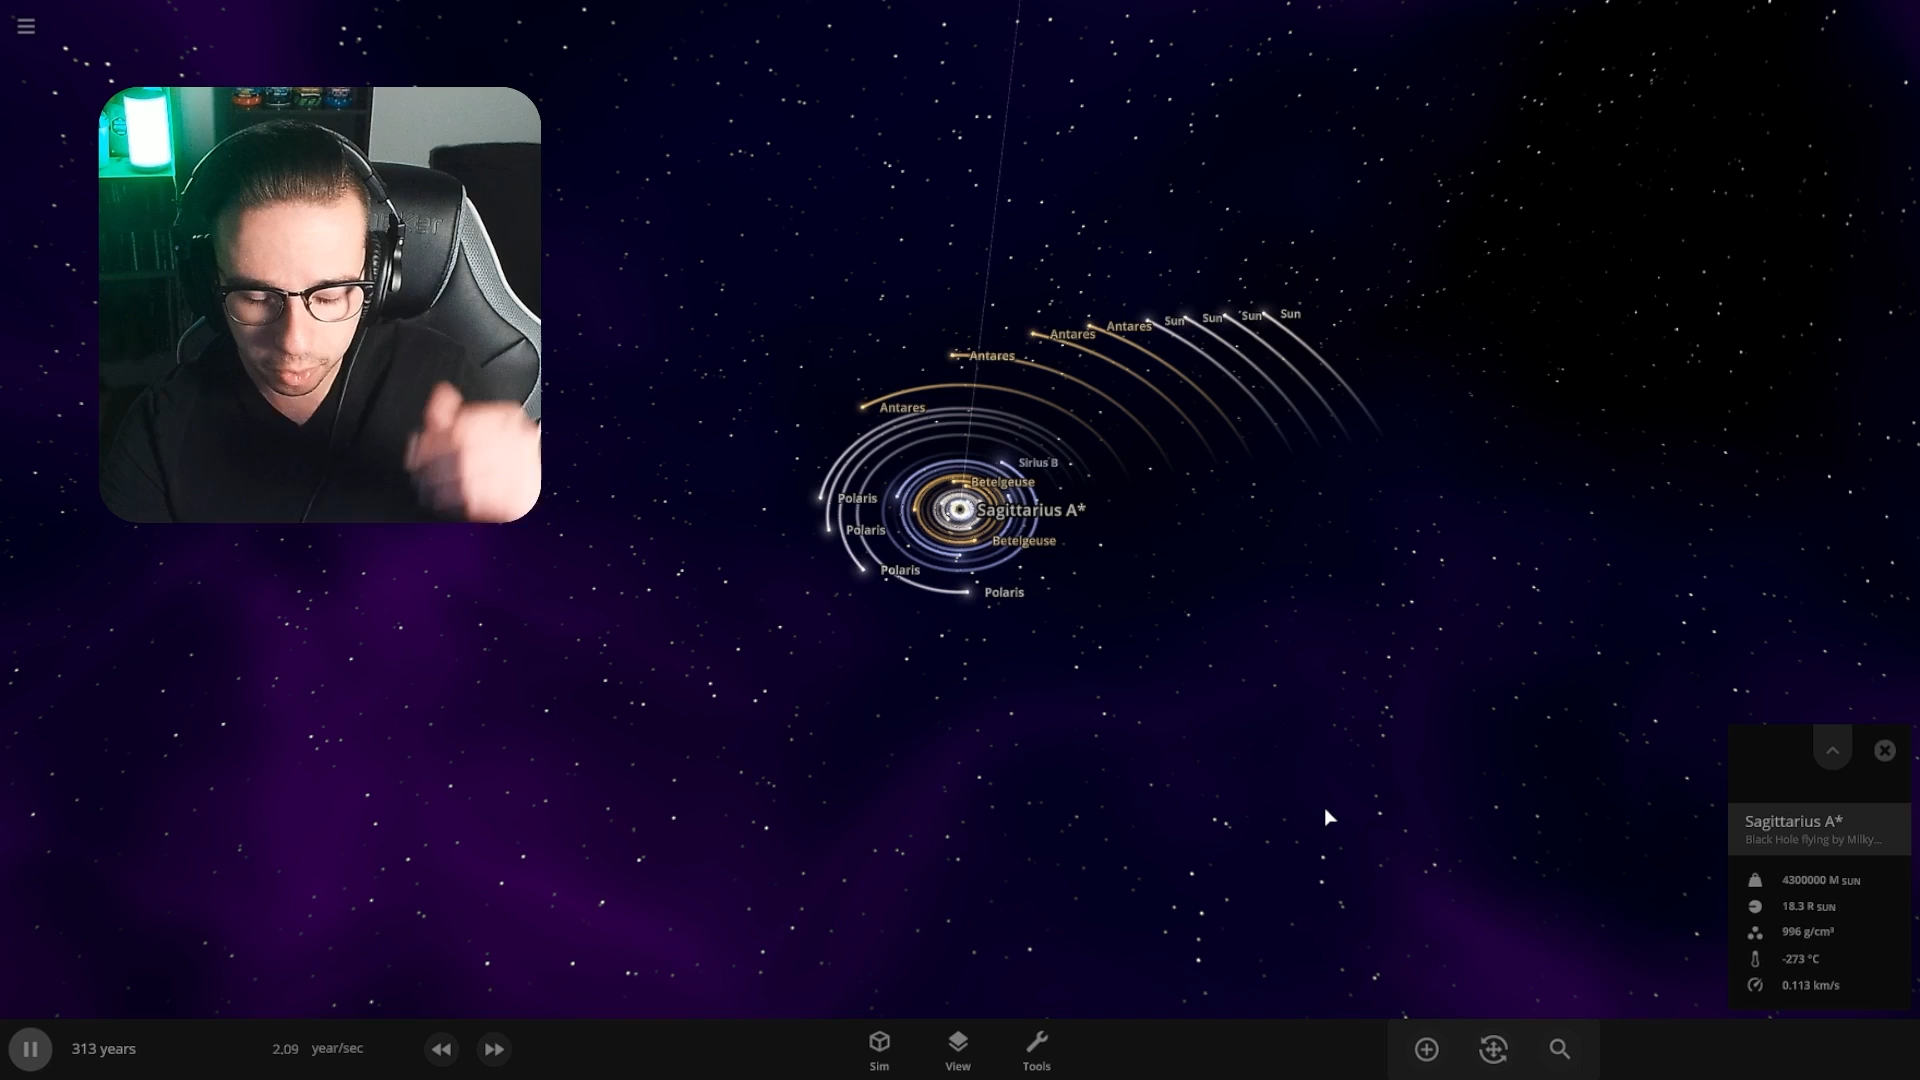 Sun
Sun
Sun
Sun
Antares
Antares
Antares
Antares
Sirius B
Betelgeuse
Polaris
Sagittarius A*
Polaris
Betelgeuse
Polaris
Polaris
Sagittarius A*
Black Hole flying by Milky...
4300000 M SUN
18.3 R SUN
996 g/cm³
-273 °C
0.113 km/s
313 years
2,09 year/sec
Sim
View
Tools